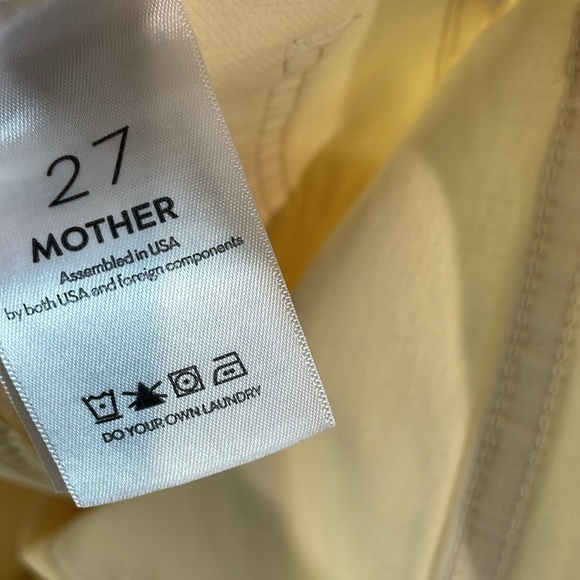 27
MOTHER
Assembled in USA
by both USA and foreign components
DO YOUR OWN LAUNDRY